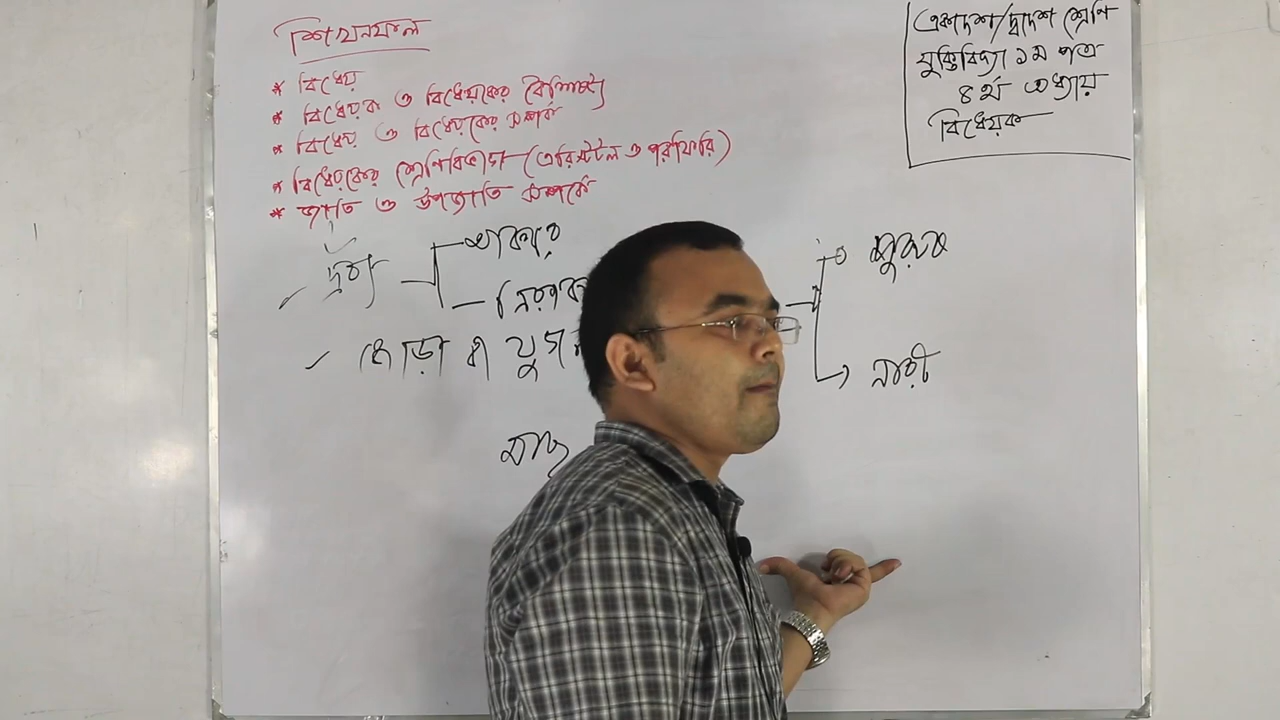 শিখনফল
* বিধেয়
* বিধেয়ক ও বিধেয়কের বৈশিষ্ট্য
* বিধেয় ও বিধেয়কের সম্পর্ক
* বিধেয়কের শ্রেণিবিভাগ (এরিস্টটল ও পরফিরি)
* জাতি ও উপজাতি সম্পর্কে
একাদশ/দ্বাদশ শ্রেণি
যুক্তিবিদ্যা ১ম পত্র
৪র্থ অধ্যায়
বিধেয়ক
দ্রব্য
জোড়া বা
পুরুষ
নারী